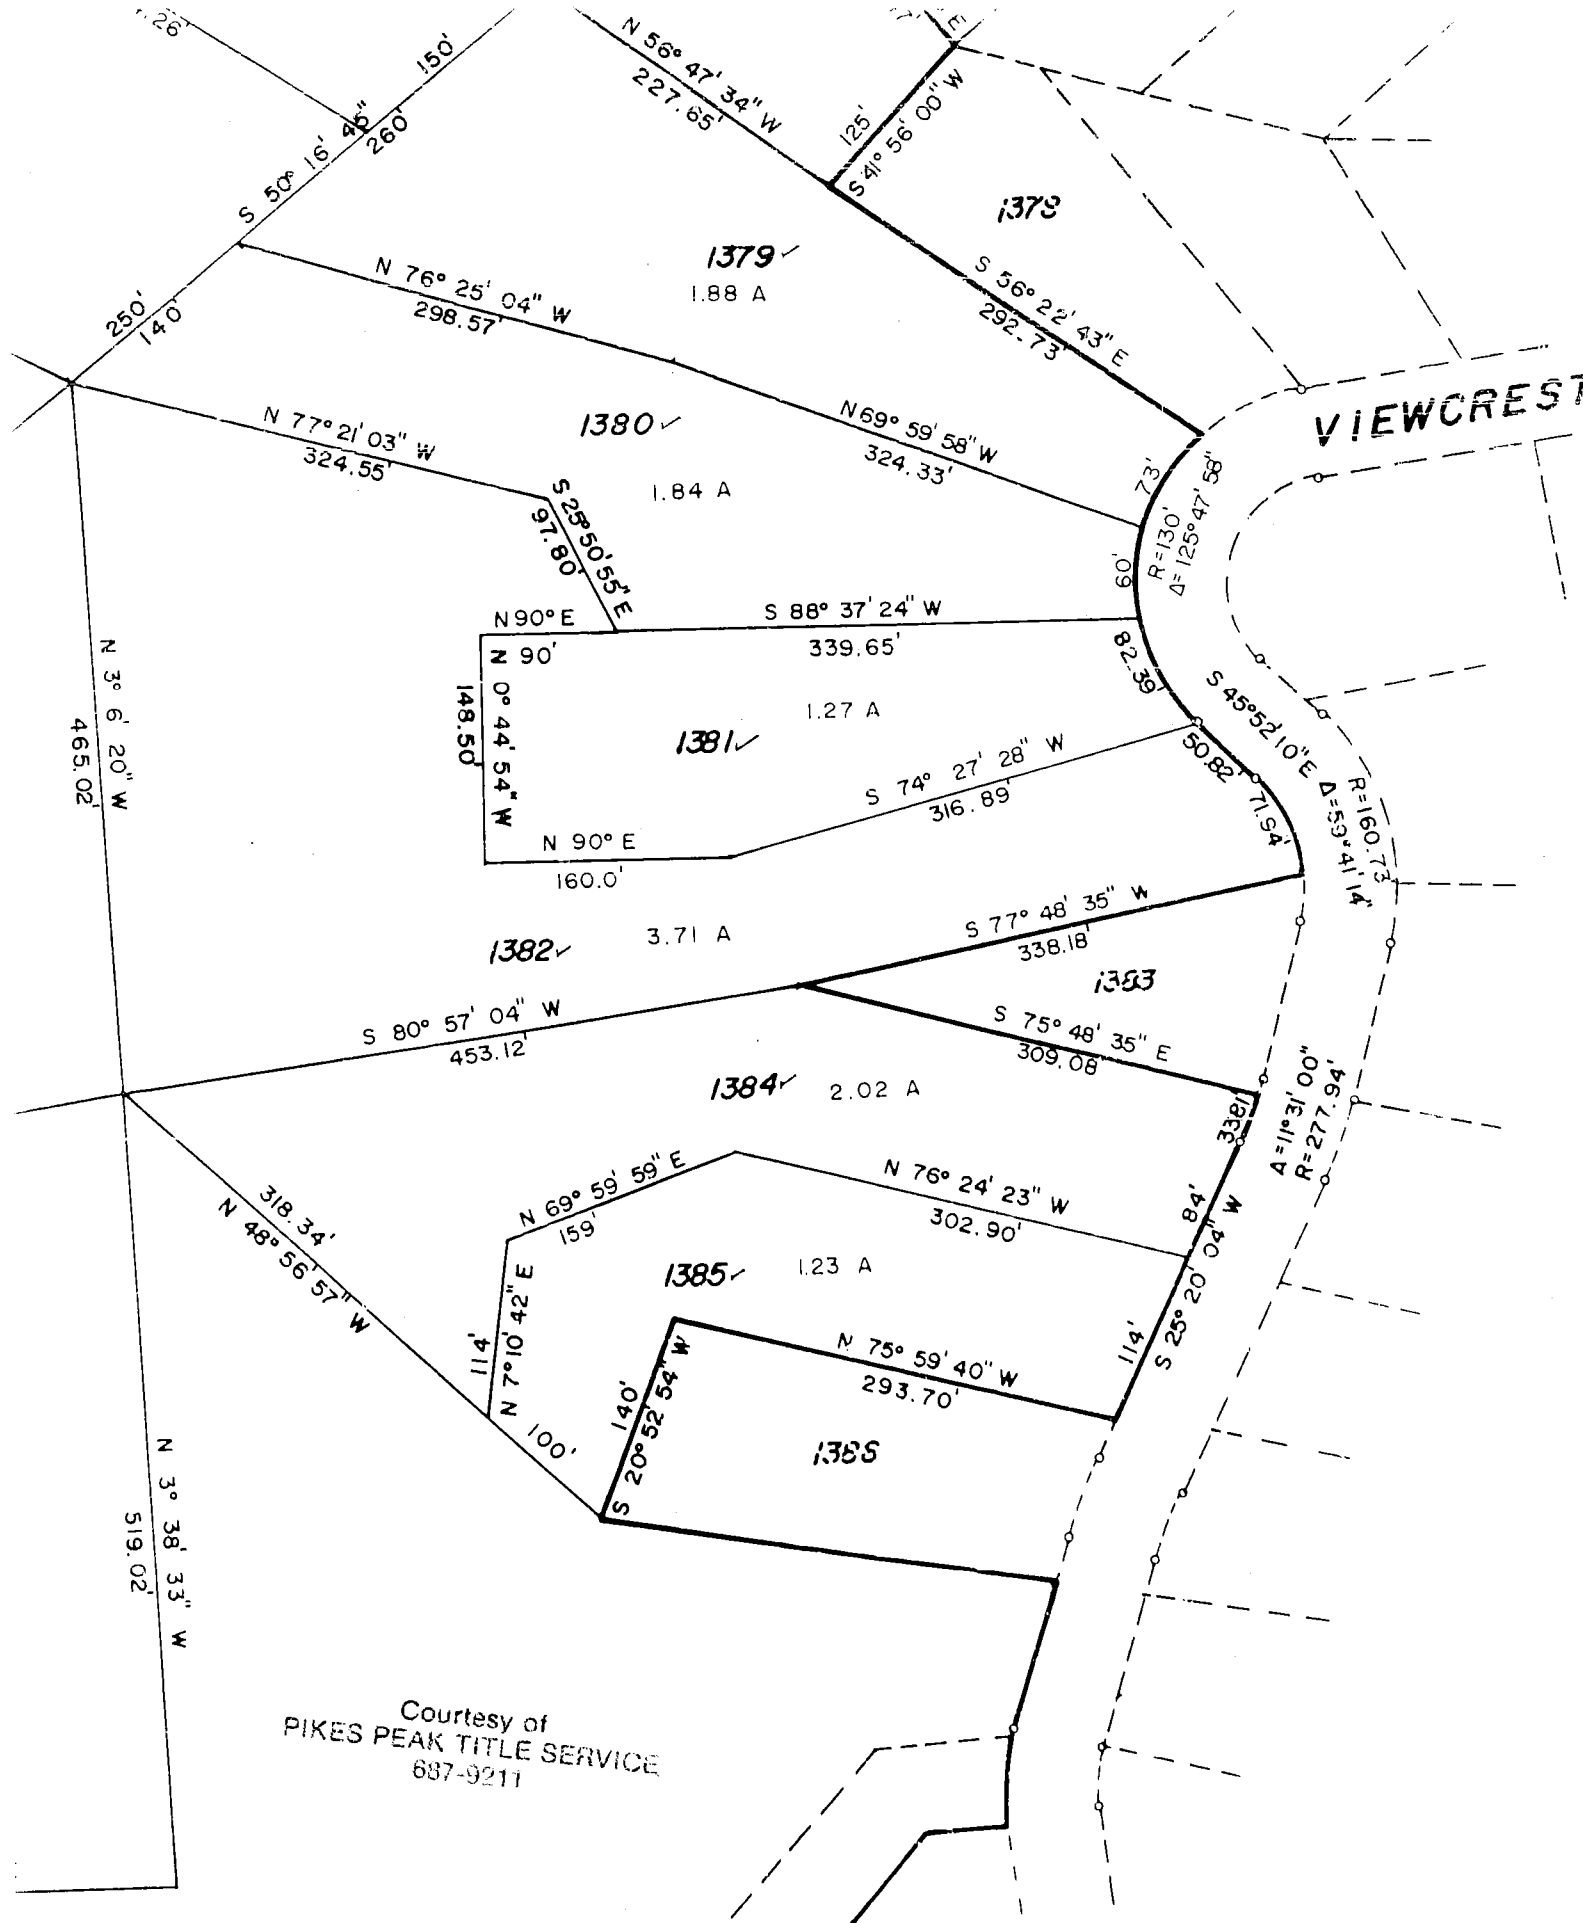 .26'
150'
S 50° 16' 45"
260'
250'
140'
N 56° 47' 34" W
227.65'
E
125'
S 41° 56' 00" W
1378
1379✓
1.88 A
S 56° 22' 43" E
292.73'
N 76° 25' 04" W
298.57'
VIEWCREST
N 77° 21' 03" W
324.55'
1380✓
1.84 A
N 69° 59' 58" W
324.33'
73'
R=130'
Δ=125° 47' 58"
60'
S 25° 50' 55" E
97.80'
N 90° E
90'
S 88° 37' 24" W
339.65'
82.39'
N 3° 6' 20" W
465.02'
N 0° 44' 54" W
148.50'
1.27 A
1381✓
S 45° 52' 10" E
50.82'
S 74° 27' 28" W
316.89'
71.94'
R=160.73
Δ=59° 41' 14"
N 90° E
160.0'
1382✓
3.71 A
S 77° 48' 35" W
338.18'
1383
S 80° 57' 04" W
453.12'
S 75° 48' 35" E
309.08'
1384✓
2.02 A
33.81'
Δ=11° 31' 00"
R=277.94'
N 69° 59' 59" E
159'
N 76° 24' 23" W
302.90'
84'
S 25° 20' 04" W
114'
318.34'
N 48° 56' 57" W
1385✓
1.23 A
N 7° 10' 42" E
114'
100'
140'
S 20° 52' 54" W
N 75° 59' 40" W
293.70'
1386
N 3° 38' 33" W
519.02'
Courtesy of
PIKES PEAK TITLE SERVICE
687-9211